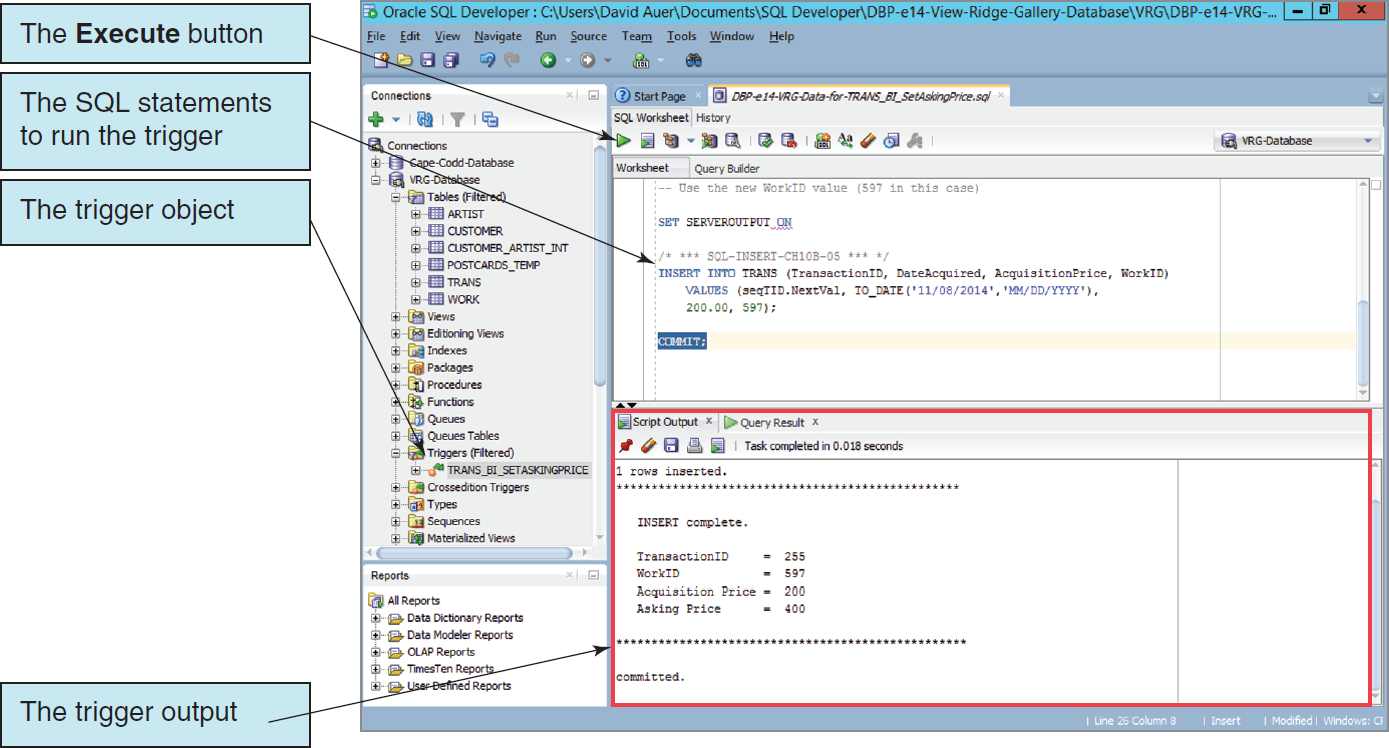 The Execute button
The SQL statements
to run the trigger
The trigger object
The trigger output
Oracle SQL Developer : C:\Users\David Auer\Documents\SQL Developer\DBP-e14-View-Ridge-Gallery-Database\VRG\DBP-e14-VRG-...
File Edit View Navigate Run Source Team Tools Window Help
Connections
Connections
Cape-Codd-Database
VRG-Database
Tables (Filtered)
ARTIST
CUSTOMER
CUSTOMER_ARTIST_INT
POSTCARDS_TEMP
TRANS
WORK
Views
Editioning Views
Indexes
Packages
Procedures
Functions
Queues
Queues Tables
Triggers (Filtered)
TRANS_BI_SETASKINGPRICE
Crossedition Triggers
Types
Sequences
Materialized Views
Reports
All Reports
Data Dictionary Reports
Data Modeler Reports
OLAP Reports
TimesTen Reports
User Defined Reports
Start Page DBP-e14-VRG-Data-for-TRANS_BI_SetAskingPrice.sql
SQL Worksheet History
VRG-Database
Worksheet Query Builder
-- Use the new WorkID value (597 in this case)
SET SERVEROUTPUT ON
/* *** SQL-INSERT-CH10B-05 *** */
INSERT INTO TRANS (TransactionID, DateAcquired, AcquisitionPrice, WorkID)
VALUES (seqTID.NextVal, TO_DATE('11/08/2014','MM/DD/YYYY'),
200.00, 597);
COMMIT;
Script Output x Query Result x
Task completed in 0.018 seconds
1 rows inserted.
*************************************************
INSERT complete.
TransactionID = 255
WorkID = 597
Acquisition Price = 200
Asking Price = 400
**************************************************
committed.
| Line 26 Column 8 | Insert | Modified | Windows: CI